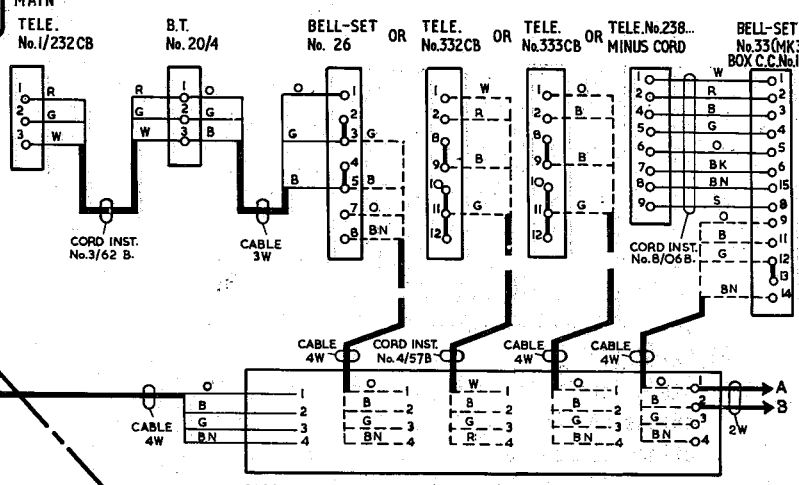 MAIN
TELE.
No.1/232CB
B.T.
No. 20/4
BELL-SET
No. 26
OR
TELE.
No.332CB
OR
TELE.
No.333CB
OR
TELE.No.238...
MINUS CORD
BELL-SET
No.33(MK3
BOX C.C.No.1
1 R
2 G
3 W
R 1 O
G 2 G
W 3 B
O 1
2
G 3 G
4
B 5 B
7 O
8 BN
1 W
2 R
8
9 B
10
11 G
12
1 O
2 B
8
9 B
10
11 G
12
1 W 1
2 R 2
4 B 3
5 G 4
6 O 5
7 BK 6
8 BN 15
9 S 8
O 9
B 11
G 12
13
BN 14
CORD INST.
No.3/62 B.
CABLE
3W
CORD INST.
No.8/06B.
CABLE
4W
CORD INST.
No.4/57B
CABLE
4W
CABLE
4W
CABLE
4W
O 1
B 2
G 3
BN 4
O 1
B 2
G 3
BN 4
W 1
B 2
G 3
R 4
O 1
B 2
G 3
BN 4
O 1
B 2
G 3
BN 4
A
B
2W